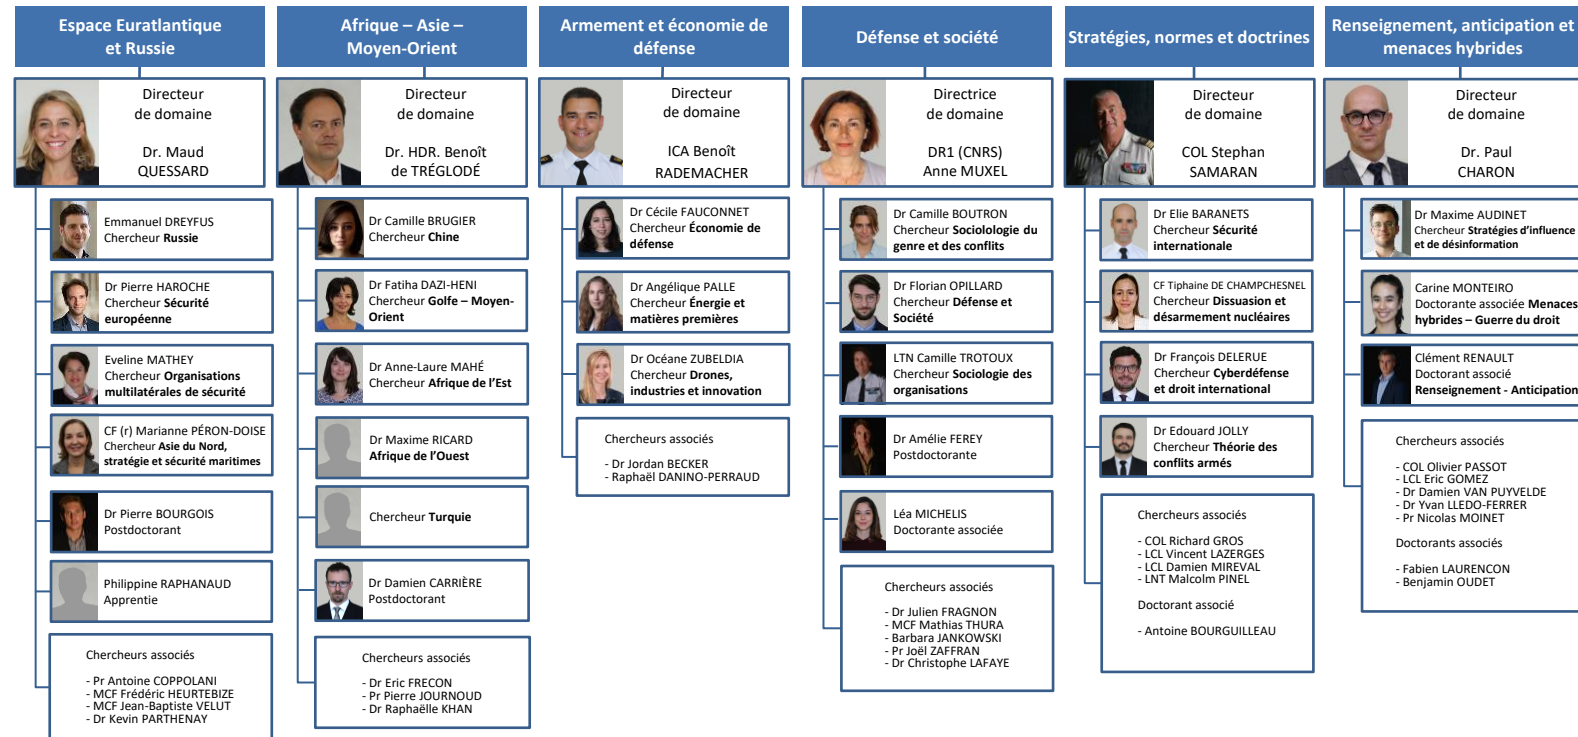 Espace Euratlantique
et Russie
Directeur
de domaine
Dr. Maud
QUESSARD
Emmanuel DREYFUS
Chercheur Russie
Dr Pierre HAROCHE
Chercheur Sécurité
européenne
Eveline MATHEY
Chercheur Organisations
multilatérales de sécurité
CF (r) Marianne PÉRON-DOISE
Chercheur Asie du Nord,
stratégie et sécurité maritimes
Dr Pierre BOURGOIS
Postdoctorant
Philippine RAPHANAUD
Apprentie
Chercheurs associés
- Pr Antoine COPPOLANI
- MCF Frédéric HEURTEBIZE
- MCF Jean-Baptiste VELUT
- Dr Kevin PARTHENAY
Afrique – Asie –
Moyen-Orient
Directeur
de domaine
Dr. HDR. Benoît
de TRÉGLODÉ
Dr Camille BRUGIER
Chercheur Chine
Dr Fatiha DAZI-HENI
Chercheur Golfe – Moyen-
Orient
Dr Anne-Laure MAHÉ
Chercheur Afrique de l'Est
Dr Maxime RICARD
Afrique de l'Ouest
Chercheur Turquie
Dr Damien CARRIÈRE
Postdoctorant
Chercheurs associés
- Dr Eric FRECON
- Pr Pierre JOURNOUD
- Dr Raphaëlle KHAN
Armement et économie de
défense
Directeur
de domaine
ICA Benoît
RADEMACHER
Dr Cécile FAUCONNET
Chercheur Économie de
défense
Dr Angélique PALLE
Chercheur Énergie et
matières premières
Dr Océane ZUBELDIA
Chercheur Drones,
industries et innovation
Chercheurs associés
- Dr Jordan BECKER
- Raphaël DANINO-PERRAUD
Défense et société
Directrice
de domaine
DR1 (CNRS)
Anne MUXEL
Dr Camille BOUTRON
Chercheur Sociolologie du
genre et des conflits
Dr Florian OPILLARD
Chercheur Défense et
Société
LTN Camille TROTOUX
Chercheur Sociologie des
organisations
Dr Amélie FEREY
Postdoctorante
Léa MICHELIS
Doctorante associée
Chercheurs associés
- Dr Julien FRAGNON
- MCF Mathias THURA
- Barbara JANKOWSKI
- Pr Joël ZAFFRAN
- Dr Christophe LAFAYE
Stratégies, normes et doctrines
Directeur
de domaine
COL Stephan
SAMARAN
Dr Elie BARANETS
Chercheur Sécurité
internationale
CF Tiphaine DE CHAMPCHESNEL
Chercheur Dissuasion et
désarmement nucléaires
Dr François DELERUE
Chercheur Cyberdéfense
et droit international
Dr Edouard JOLLY
Chercheur Théorie des
conflits armés
Chercheurs associés
- COL Richard GROS
- LCL Vincent LAZERGES
- LCL Damien MIREVAL
- LNT Malcolm PINEL
Doctorant associé
- Antoine BOURGUILLEAU
Renseignement, anticipation et
menaces hybrides
Directeur
de domaine
Dr. Paul
CHARON
Dr Maxime AUDINET
Chercheur Stratégies d'influence
et de désinformation
Carine MONTEIRO
Doctorante associée Menaces
hybrides – Guerre du droit
Clément RENAULT
Doctorant associé
Renseignement - Anticipation
Chercheurs associés
- COL Olivier PASSOT
- LCL Eric GOMEZ
- Dr Damien VAN PUYVELDE
- Dr Yvan LLEDO-FERRER
- Pr Nicolas MOINET
Doctorants associés
- Fabien LAURENCON
- Benjamin OUDET